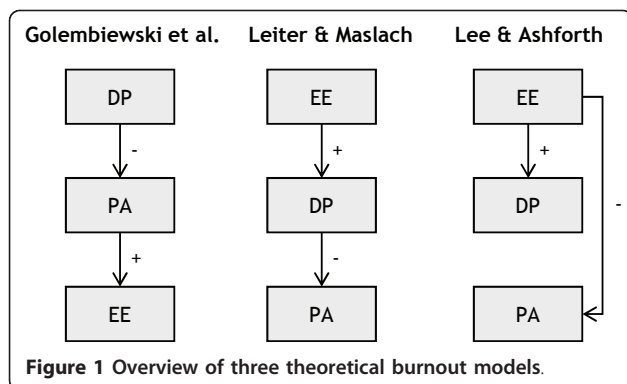 Golembiewski et al. Leiter & Maslach Lee & Ashforth
DP EE EE
- + +
PA DP DP
-
+ -
EE PA PA
Figure 1 Overview of three theoretical burnout models.